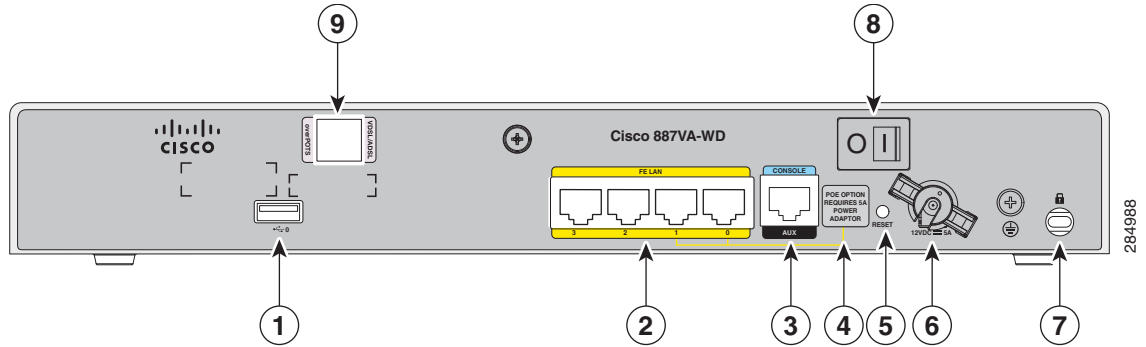 9
8
CISCO
VDSL/ADSL
overPOTS
Cisco 887VA-WD
O I
FE LAN
CONSOLE
POE OPTION
REQUIRES 5A
POWER
ADAPTOR
0
3 2 1 0
AUX
RESET
12VDC 5A
284988
1
2
3
4
5
6
7